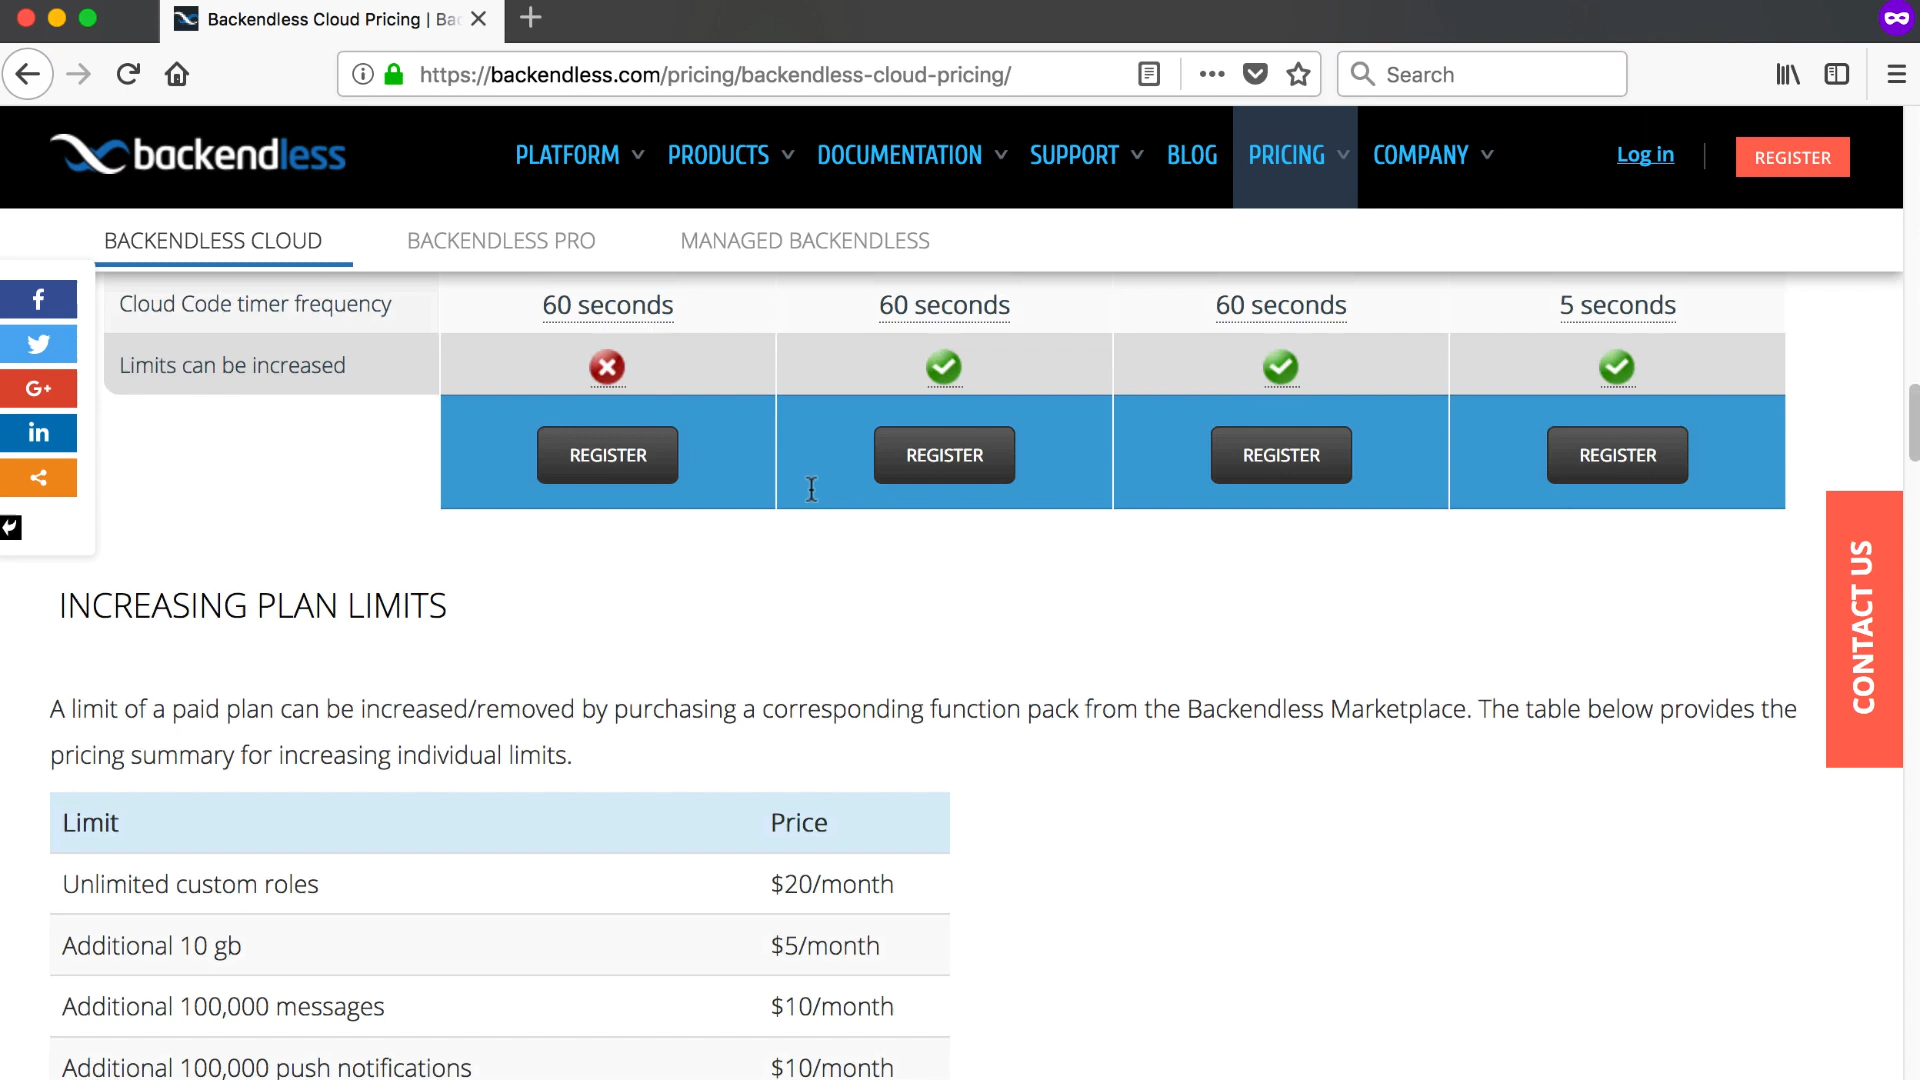 Backendless Cloud Pricing | Bac
https://backendless.com/pricing/backendless-cloud-pricing/
Search
backendless
PLATFORM
PRODUCTS
DOCUMENTATION
SUPPORT
BLOG
PRICING
COMPANY
Log in
REGISTER
BACKENDLESS CLOUD
BACKENDLESS PRO
MANAGED BACKENDLESS
Cloud Code timer frequency
60 seconds
60 seconds
60 seconds
5 seconds
Limits can be increased
REGISTER
REGISTER
REGISTER
REGISTER
f
G+
in
CONTACT US
INCREASING PLAN LIMITS
A limit of a paid plan can be increased/removed by purchasing a corresponding function pack from the Backendless Marketplace. The table below provides the
pricing summary for increasing individual limits.
Limit Price
Unlimited custom roles $20/month
Additional 10 gb $5/month
Additional 100,000 messages $10/month
Additional 100,000 push notifications $10/month